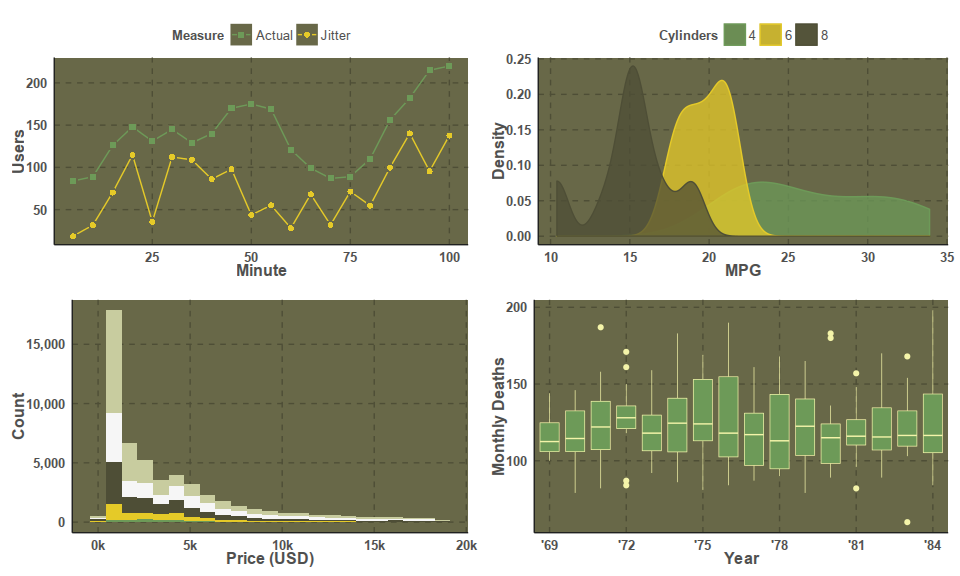 Measure Actual Jitter
Users
200
150
100
50
25 50 75 100
Minute
Cylinders 4 6 8
Density
0.25
0.20
0.15
0.10
0.05
0.00
10 15 20 25 30 35
MPG
Count
15,000
10,000
5,000
0
0k 5k 10k 15k 20k
Price (USD)
Monthly Deaths
200
150
100
'69 '72 '75 '78 '81 '84
Year